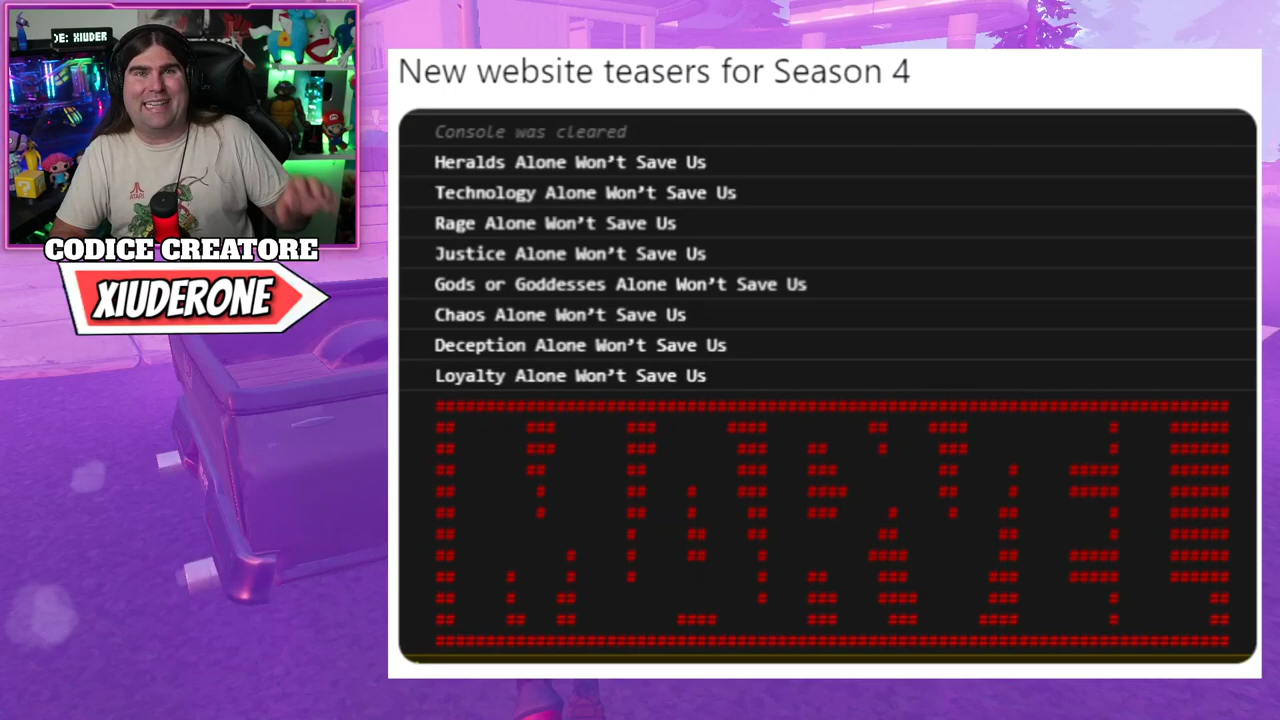 New website teasers for Season 4
Console was cleared
Heralds Alone Won’t Save Us
Technology Alone Won’t Save Us
Rage Alone Won’t Save Us
Justice Alone Won’t Save Us
Gods or Goddesses Alone Won’t Save Us
Chaos Alone Won’t Save Us
Deception Alone Won’t Save Us
Loyalty Alone Won’t Save Us
MARVEL
E: XIUDER
ATARI
CODICE CREATORE
XIUDERONE